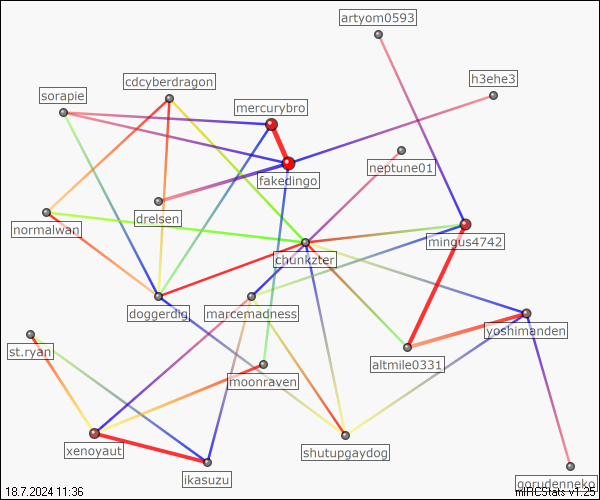 artyom0593
h3ehe3
cdcyberdragon
sorapie
mercurybro
neptune01
fakedingo
drelsen
normalwan
mingus4742
chunkzter
doggerdig
marcemadness
yoshimanden
st.ryan
altmile0331
moonraven
xenoyaut
shutupgaydog
ikasuzu
gorudenneko
18.7.2024 11:36
mIRCStats v1.25